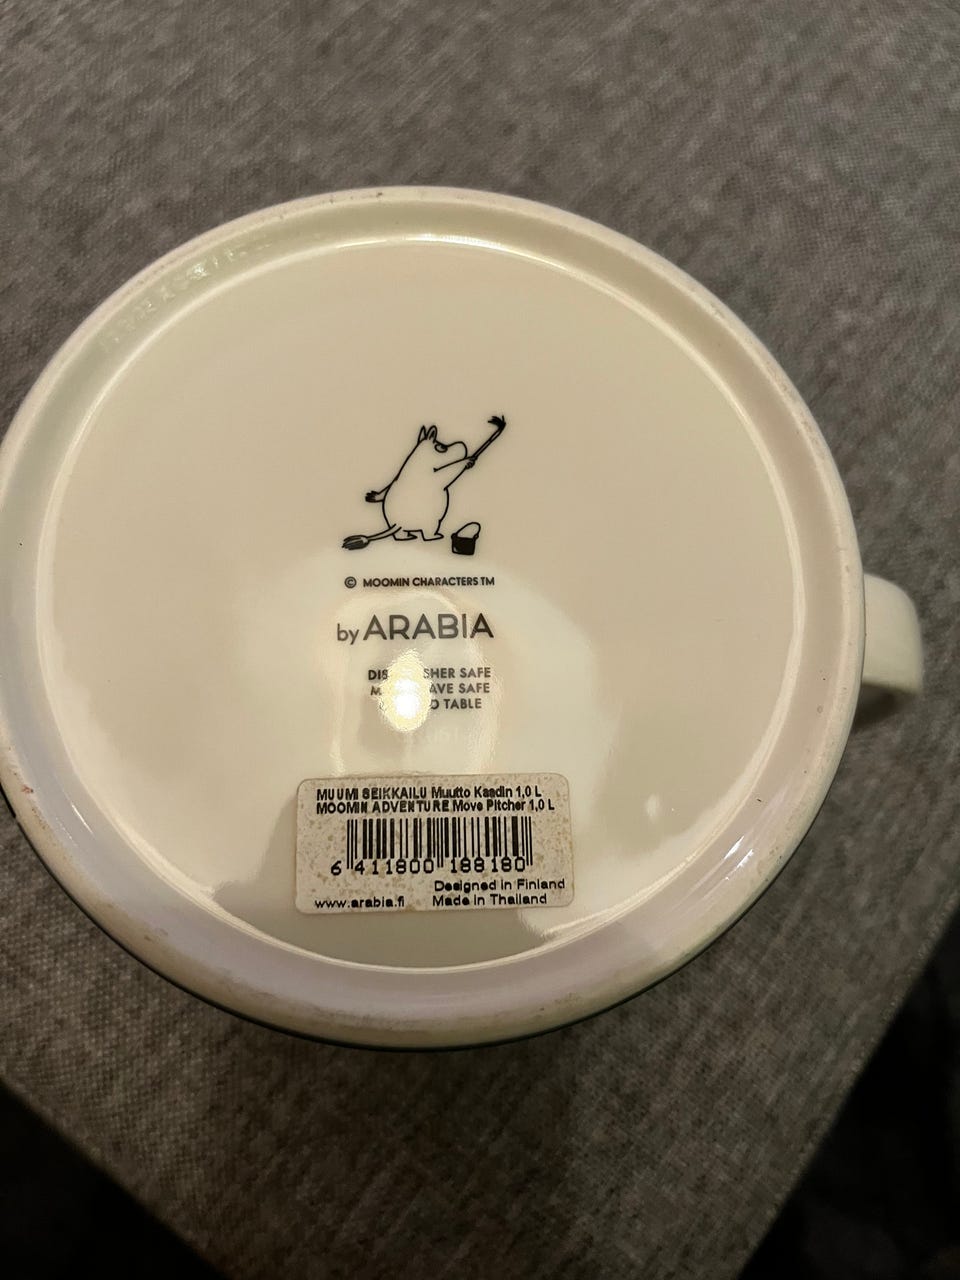 © MOOMIN CHARACTERS TM
by ARABIA
SHER SAFE
AVE SAFE
TABLE
MUUMI SEIKKAILU Muutto Kaadin 1,0 L
MOOMIN ADVENTURE Move Pitcher 1,0 L
6 411800 188180
Designed in Finland
www.arabia.fi Made in Thailand